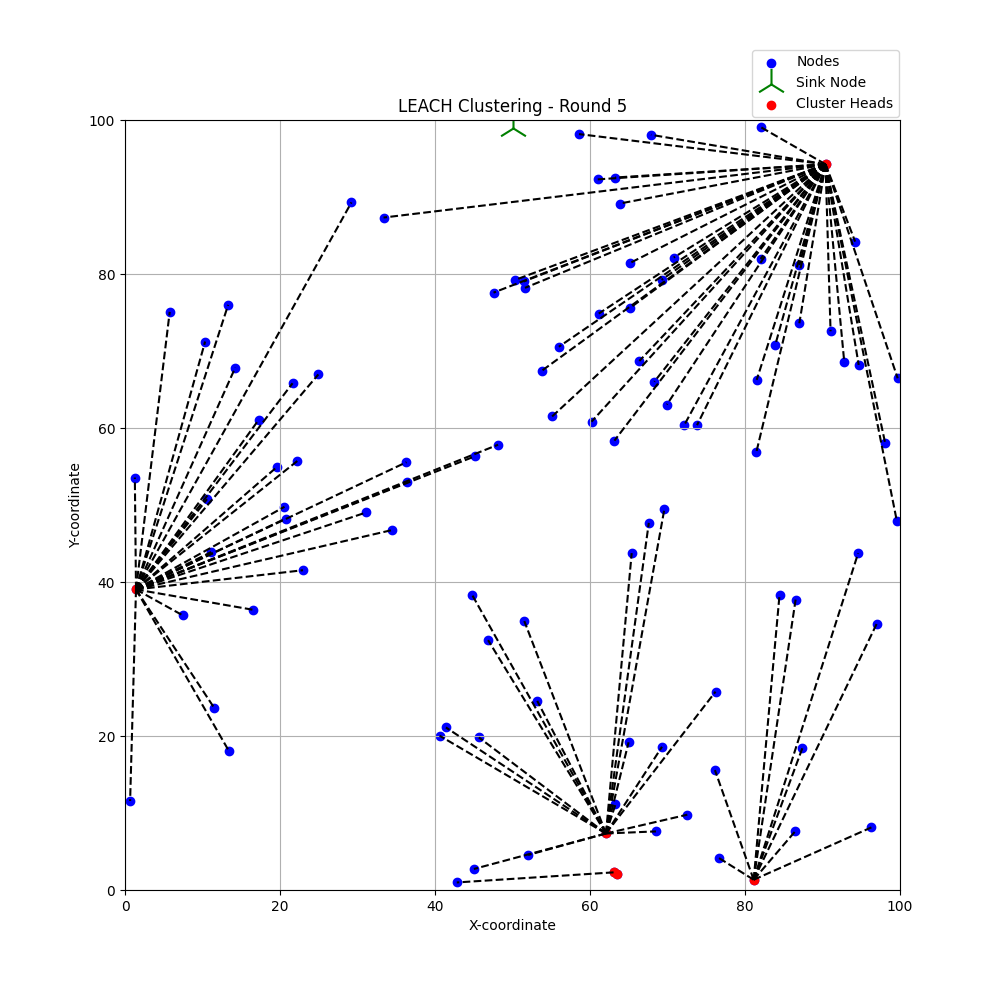 Nodes
Sink Node
Cluster Heads
LEACH Clustering - Round 5
100
80
60
40
20
0
Y-coordinate
0 20 40 60 80 100
X-coordinate